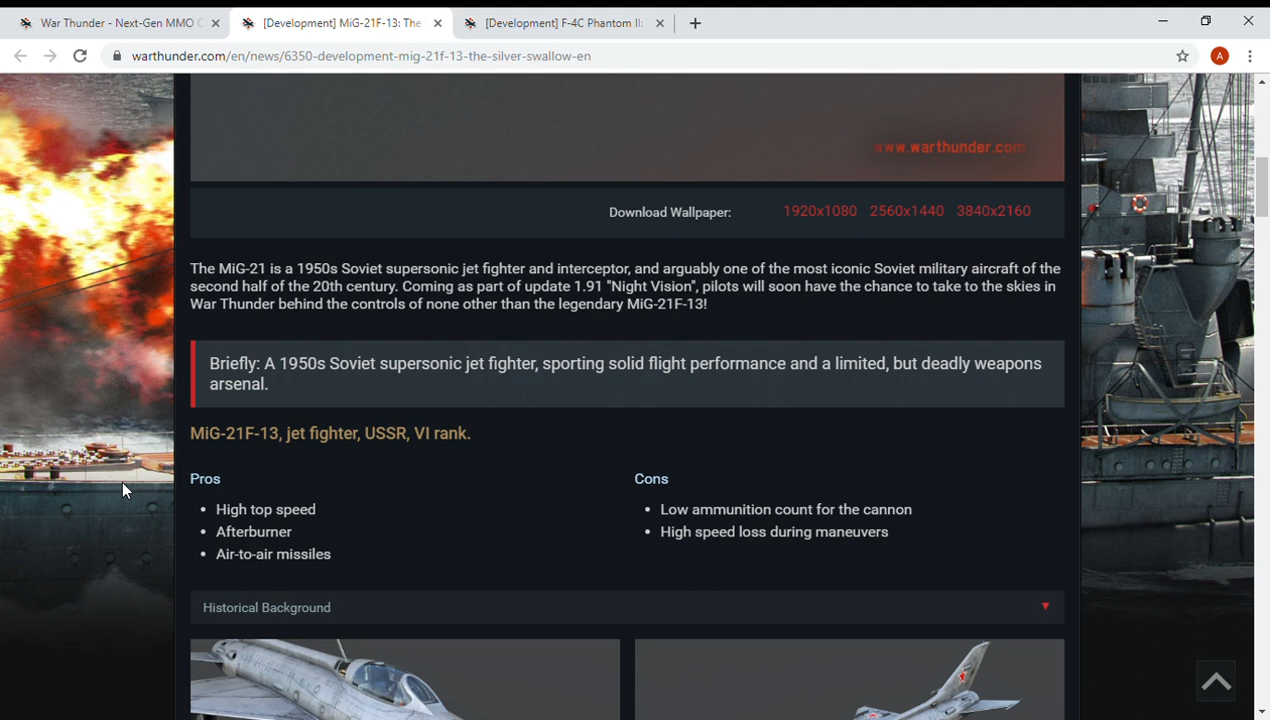 War Thunder - Next-Gen MMO C
[Development] MiG-21F-13: The
[Development] F-4C Phantom II:
warthunder.com/en/news/6350-development-mig-21f-13-the-silver-swallow-en
A
www.warthunder.com
Download Wallpaper: 1920x1080 2560x1440 3840x2160
The MiG-21 is a 1950s Soviet supersonic jet fighter and interceptor, and arguably one of the most iconic Soviet military aircraft of the
second half of the 20th century. Coming as part of update 1.91 "Night Vision", pilots will soon have the chance to take to the skies in
War Thunder behind the controls of none other than the legendary MiG-21F-13!
Briefly: A 1950s Soviet supersonic jet fighter, sporting solid flight performance and a limited, but deadly weapons
arsenal.
MiG-21F-13, jet fighter, USSR, VI rank.
Pros
• High top speed
• Afterburner
• Air-to-air missiles
Cons
• Low ammunition count for the cannon
• High speed loss during maneuvers
Historical Background